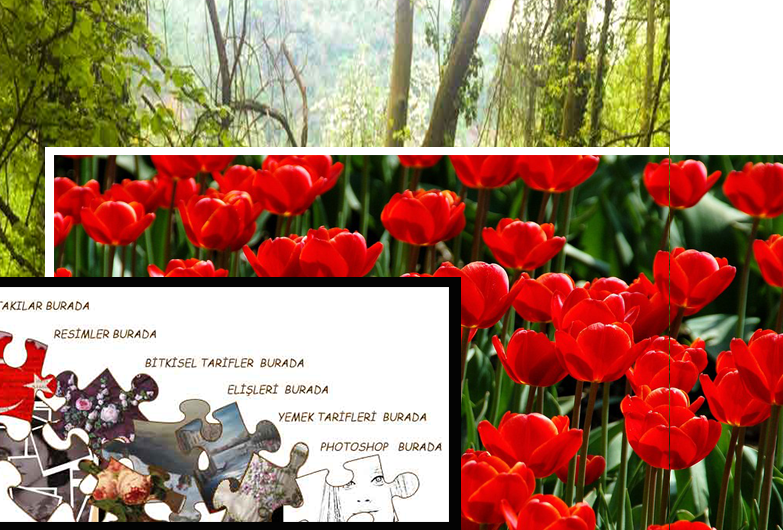 TAKILAR BURADA
RESİMLER BURADA
BİTKİSEL TARİFLER BURADA
ELİŞLERİ BURADA
YEMEK TARİFLERİ BURADA
PHOTOSHOP BURADA